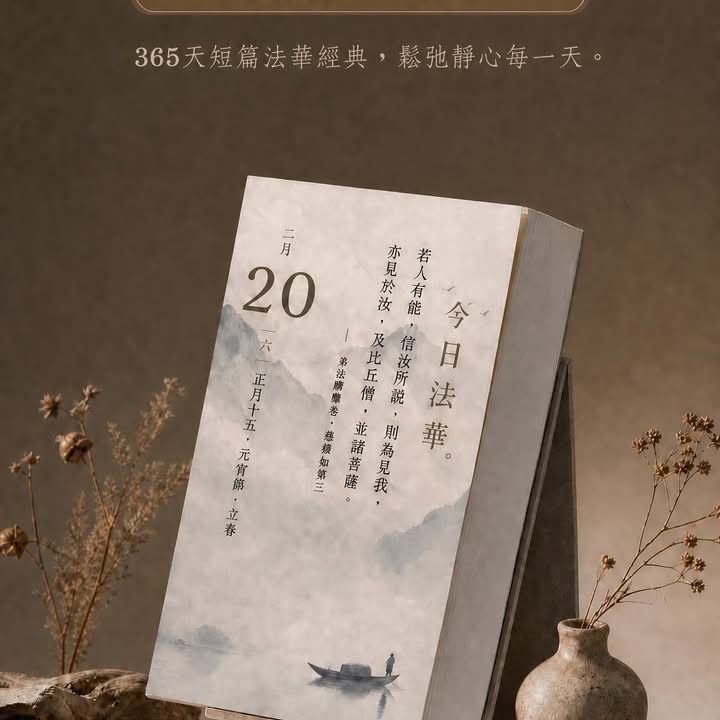 365天短篇法華經典，鬆弛靜心每一天。
今日法華。
若人有能，信汝所說，則為見我，
亦見於汝，及比丘僧，並諸菩薩。
二月
20
六
正月十五．元宵節．立春